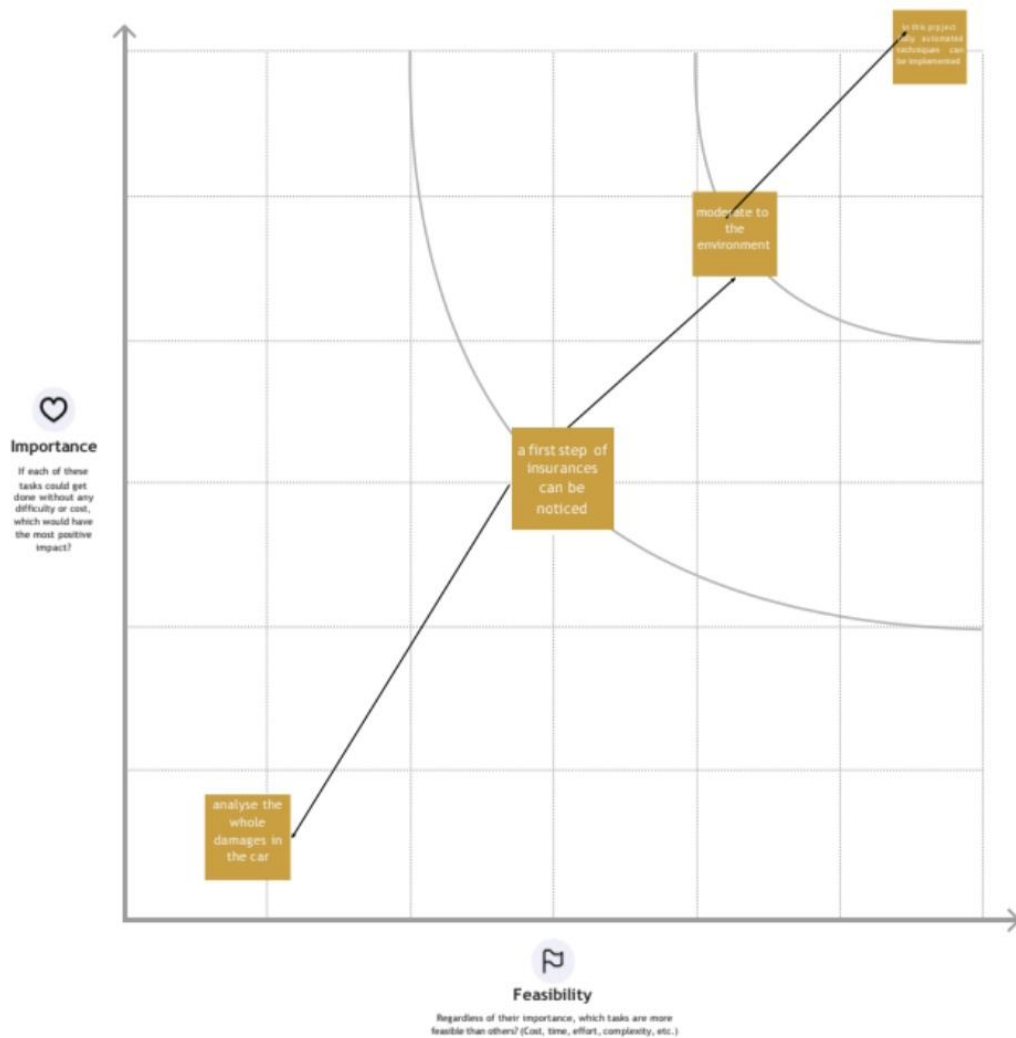 In this project
fully automated
techniques can
be implemented
moderate to
the
environment
a first step of
insurances
can be
noticed
Importance
If each of these
tasks could get
done without any
difficulty or cost,
which would have
the most positive
impact?
analyse the
whole
damages in
the car
Feasibility
Regardless of their importance, which tasks are more
feasible than others? (Cost, time, effort, complexity, etc.)